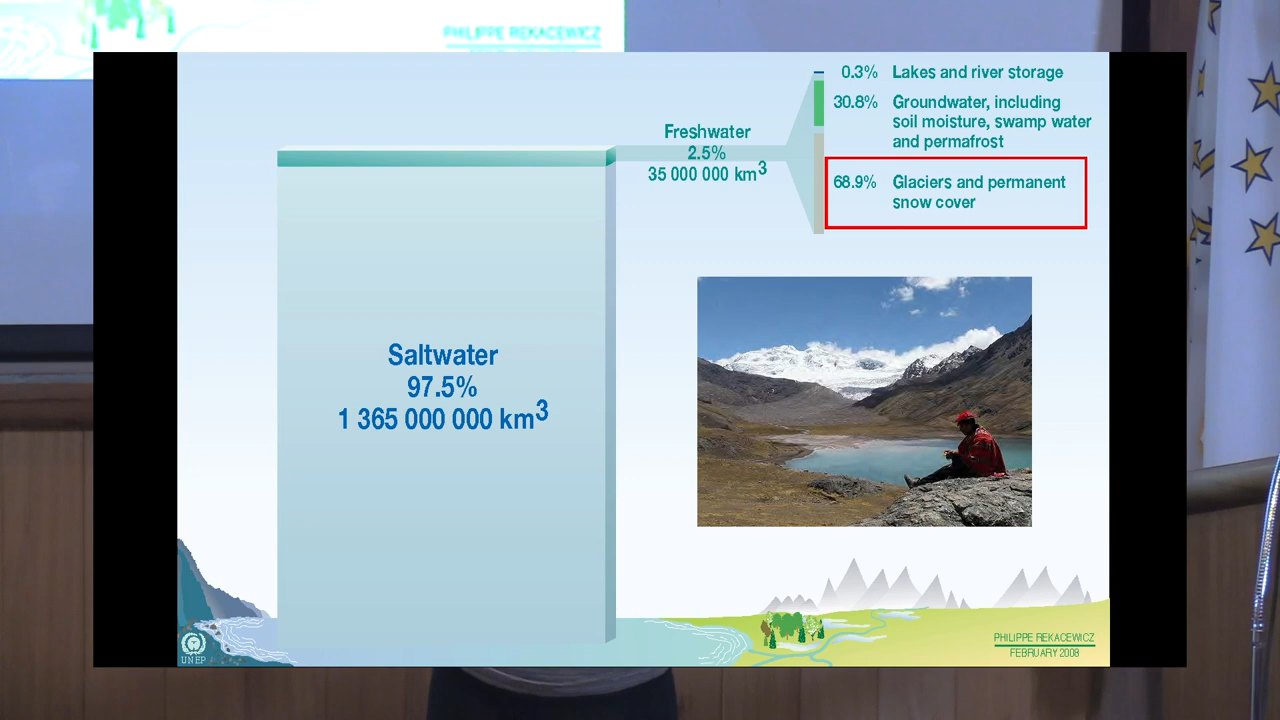 PHILIPPE REKACEWICZ
0.3% Lakes and river storage
30.8% Groundwater, including
soil moisture, swamp water
and permafrost
68.9% Glaciers and permanent
snow cover
Freshwater
2.5%
35 000 000 km3
Saltwater
97.5%
1 365 000 000 km3
UNEP
PHILIPPE REKACEWICZ
FEBRUARY 2008